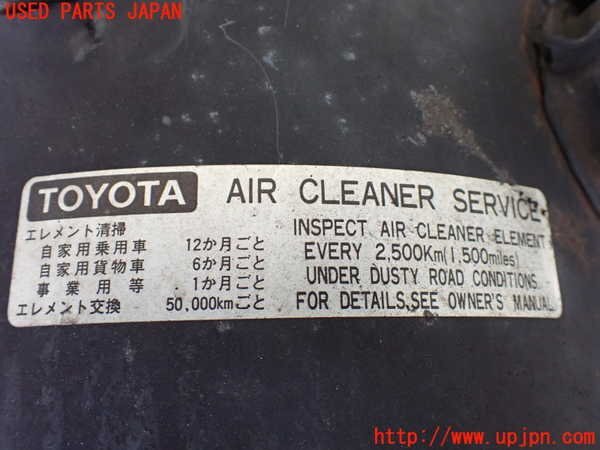 USED PARTS JAPAN
TOYOTA AIR CLEANER SERVICE
エレメント清掃
自家用乗用車 12か月ごと
自家用貨物車 6か月ごと
事業用等 1か月ごと
エレメント交換 50,000kmごと
INSPECT AIR CLEANER ELEMENT
EVERY 2,500Km(1,500miles)
UNDER DUSTY ROAD CONDITIONS.
FOR DETAILS,SEE OWNER'S MANUAL
http://www.upjpn.com/